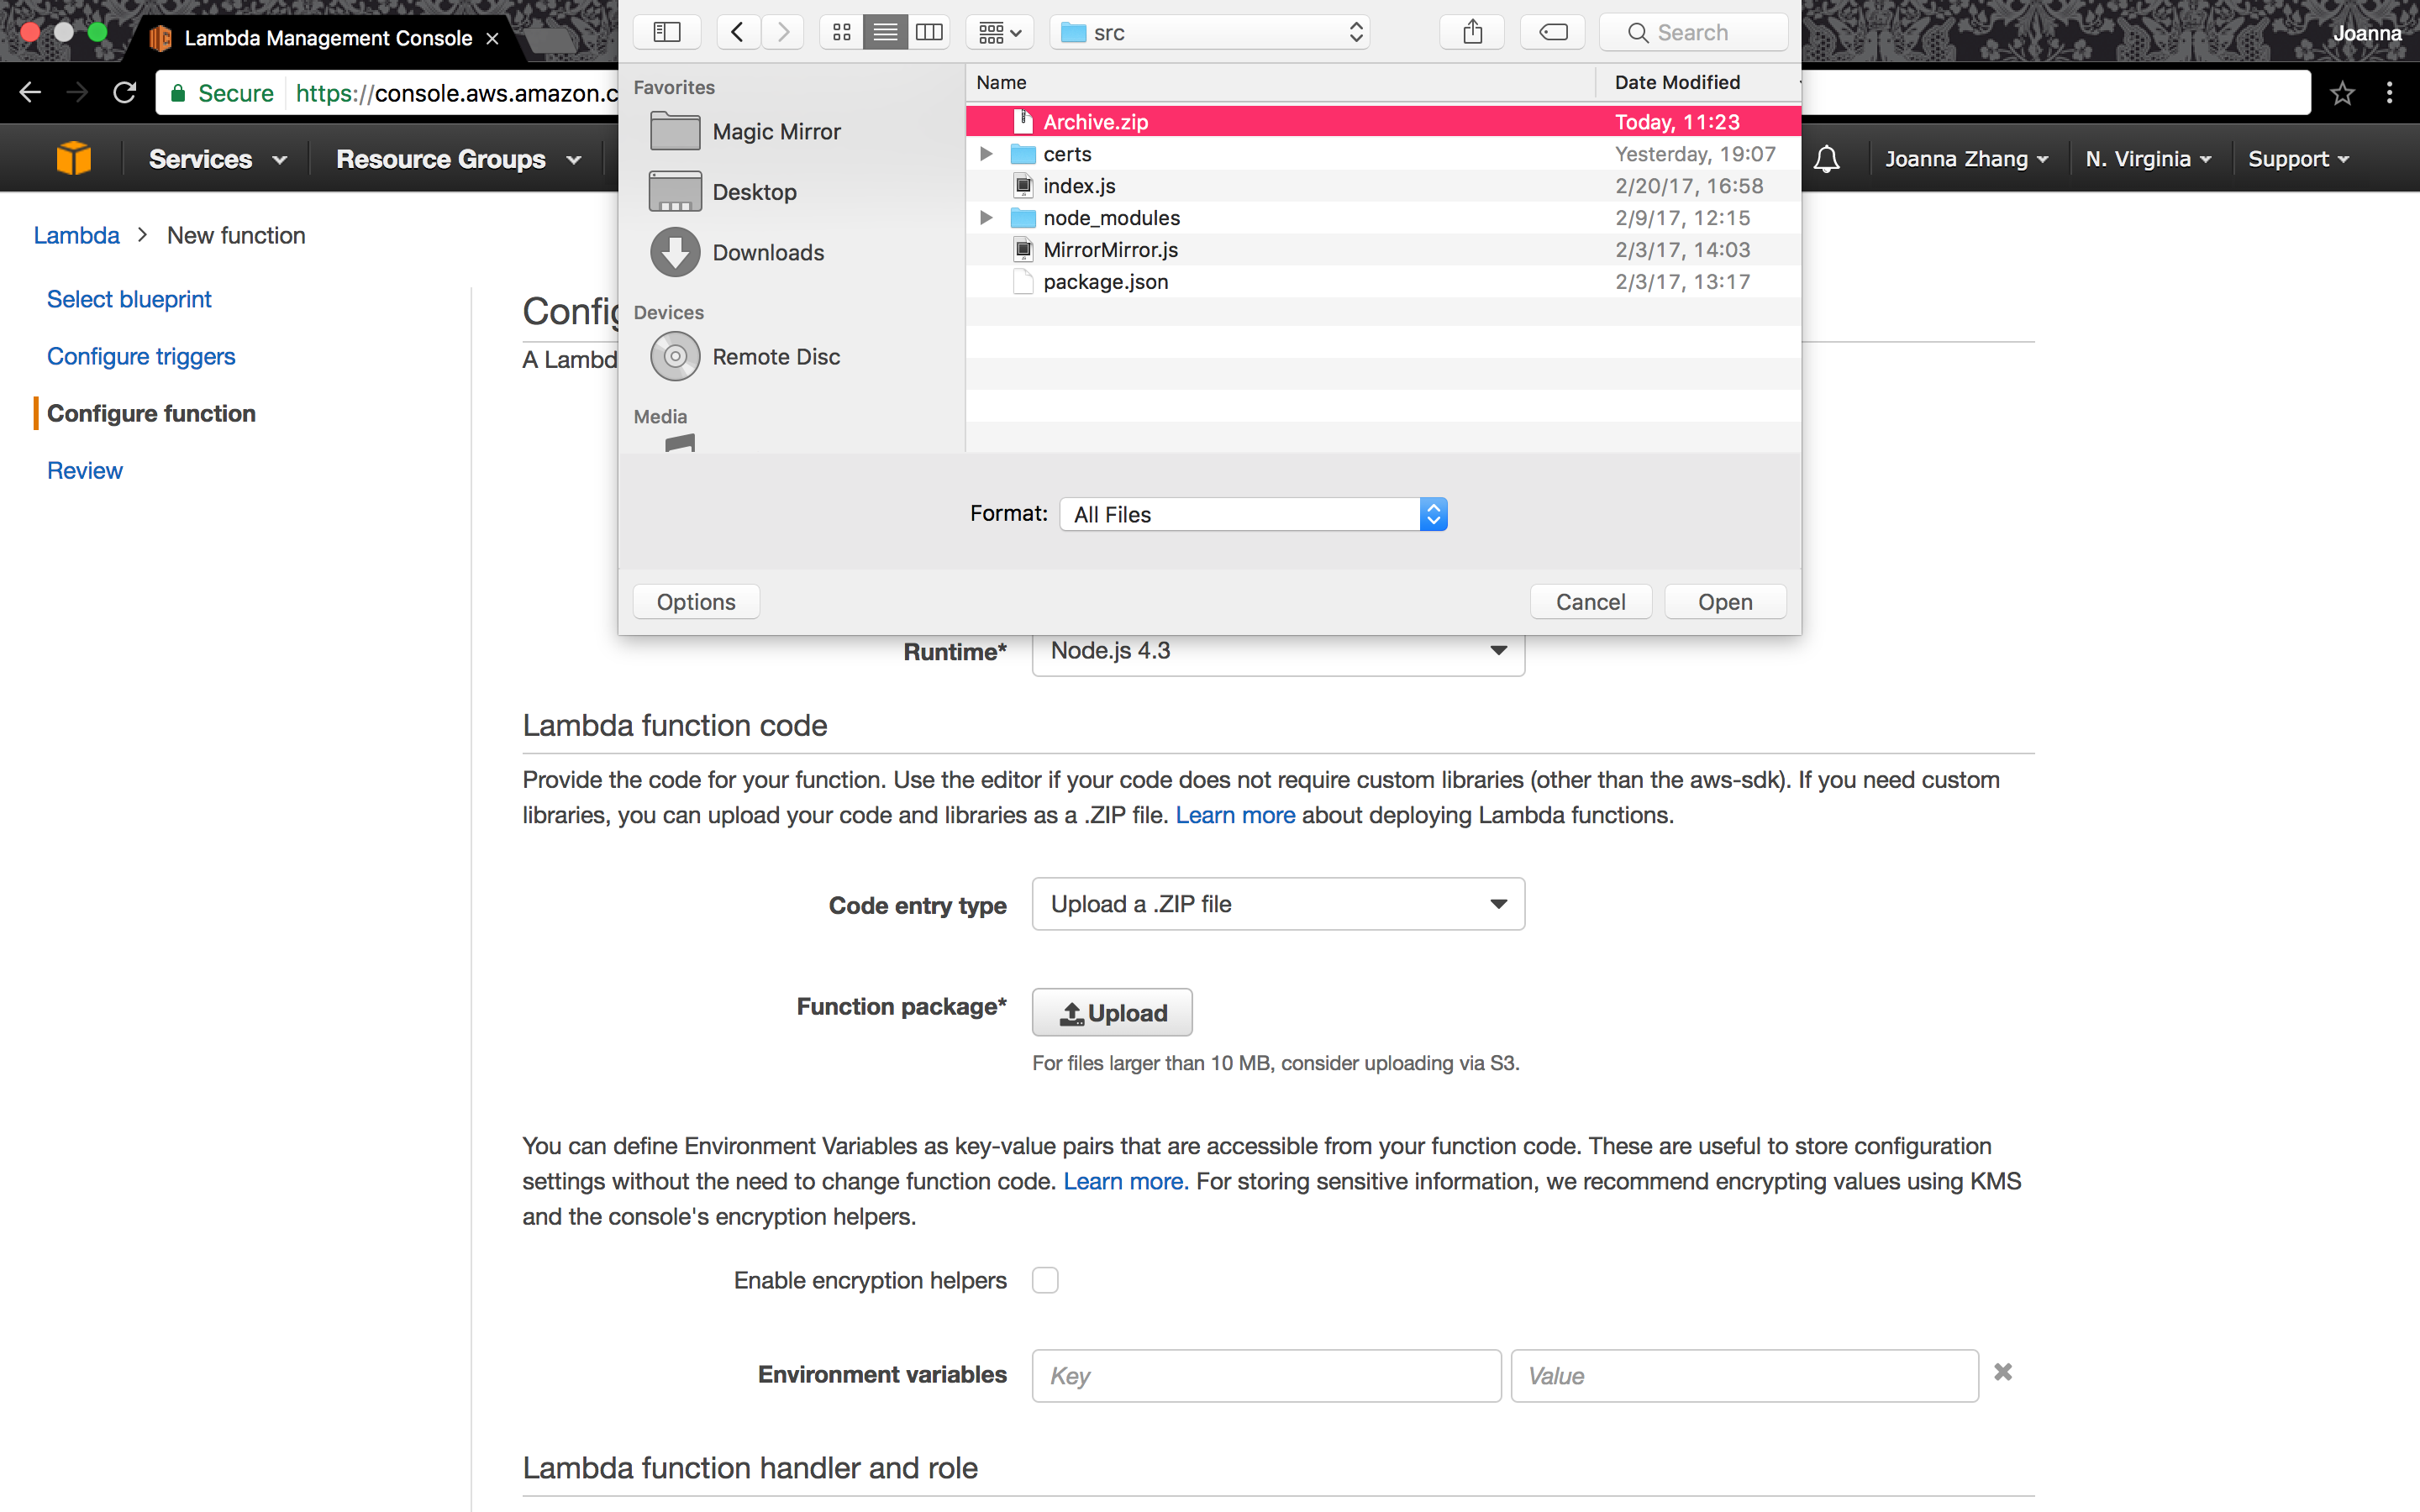 Lambda Management Console
src
Search
Joanna
Secure
https://console.aws.amazon.c
Favorites
Magic Mirror
Desktop
Downloads
Devices
Remote Disc
Media
Name
Date Modified
Archive.zip
Today, 11:23
certs
Yesterday, 19:07
index.js
2/20/17, 16:58
node_modules
2/9/17, 12:15
MirrorMirror.js
2/3/17, 14:03
package.json
2/3/17, 13:17
Format:
All Files
Options
Cancel
Open
Services
Resource Groups
Joanna Zhang
N. Virginia
Support
Lambda > New function
Select blueprint
Configure triggers
Configure function
Review
Config
A Lambd
Runtime*
Node.js 4.3
Lambda function code
Provide the code for your function. Use the editor if your code does not require custom libraries (other than the aws-sdk). If you need custom
libraries, you can upload your code and libraries as a .ZIP file. Learn more about deploying Lambda functions.
Code entry type
Upload a .ZIP file
Function package*
Upload
For files larger than 10 MB, consider uploading via S3.
You can define Environment Variables as key-value pairs that are accessible from your function code. These are useful to store configuration
settings without the need to change function code. Learn more. For storing sensitive information, we recommend encrypting values using KMS
and the console's encryption helpers.
Enable encryption helpers
Environment variables
Key
Value
Lambda function handler and role